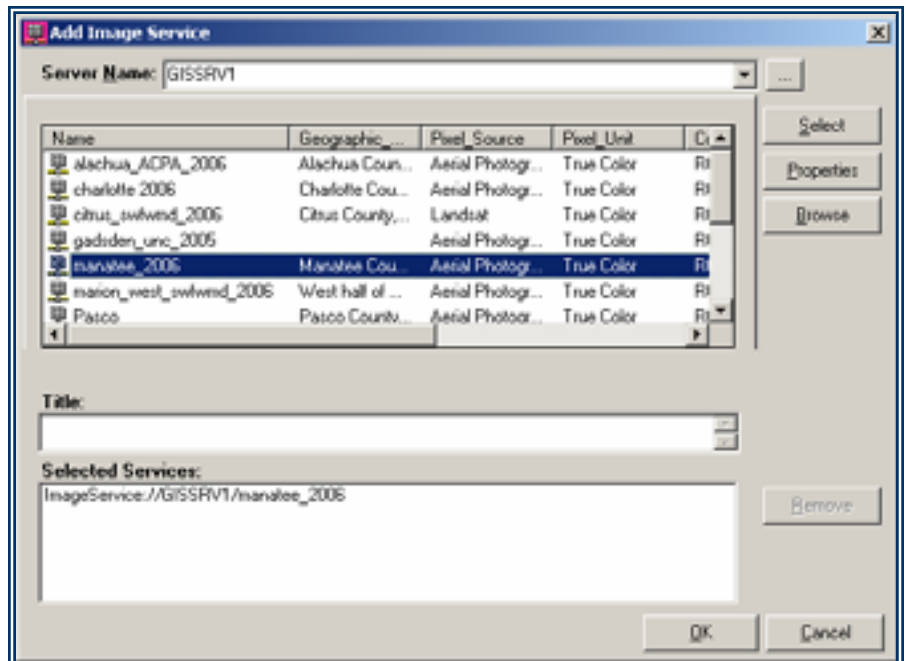 Add Image Service
Server Name: GISSRV1 ...
Select
Properties
Browse
Name Geographic_... Pixel_Source Pixel_Unit
alachua_ACPA_2006 Alachua Coun... Aerial Photogr... True Color
charlotte 2006 Charlotte Cou... Aerial Photogr... True Color
citrus_swfwmd_2006 Citrus County,... Landsat True Color
gadsden_unc_2005 Aerial Photogr... True Color
manatee_2006 Manatee Cou... Aerial Photogr... True Color
marion_west_swfwmd_2006 West half of ... Aerial Photogr... True Color
Pasco Pasco County... Aerial Photogr... True Color
Title:
Selected Services:
ImageService://GISSRV1/manatee_2006
Remove
OK Cancel